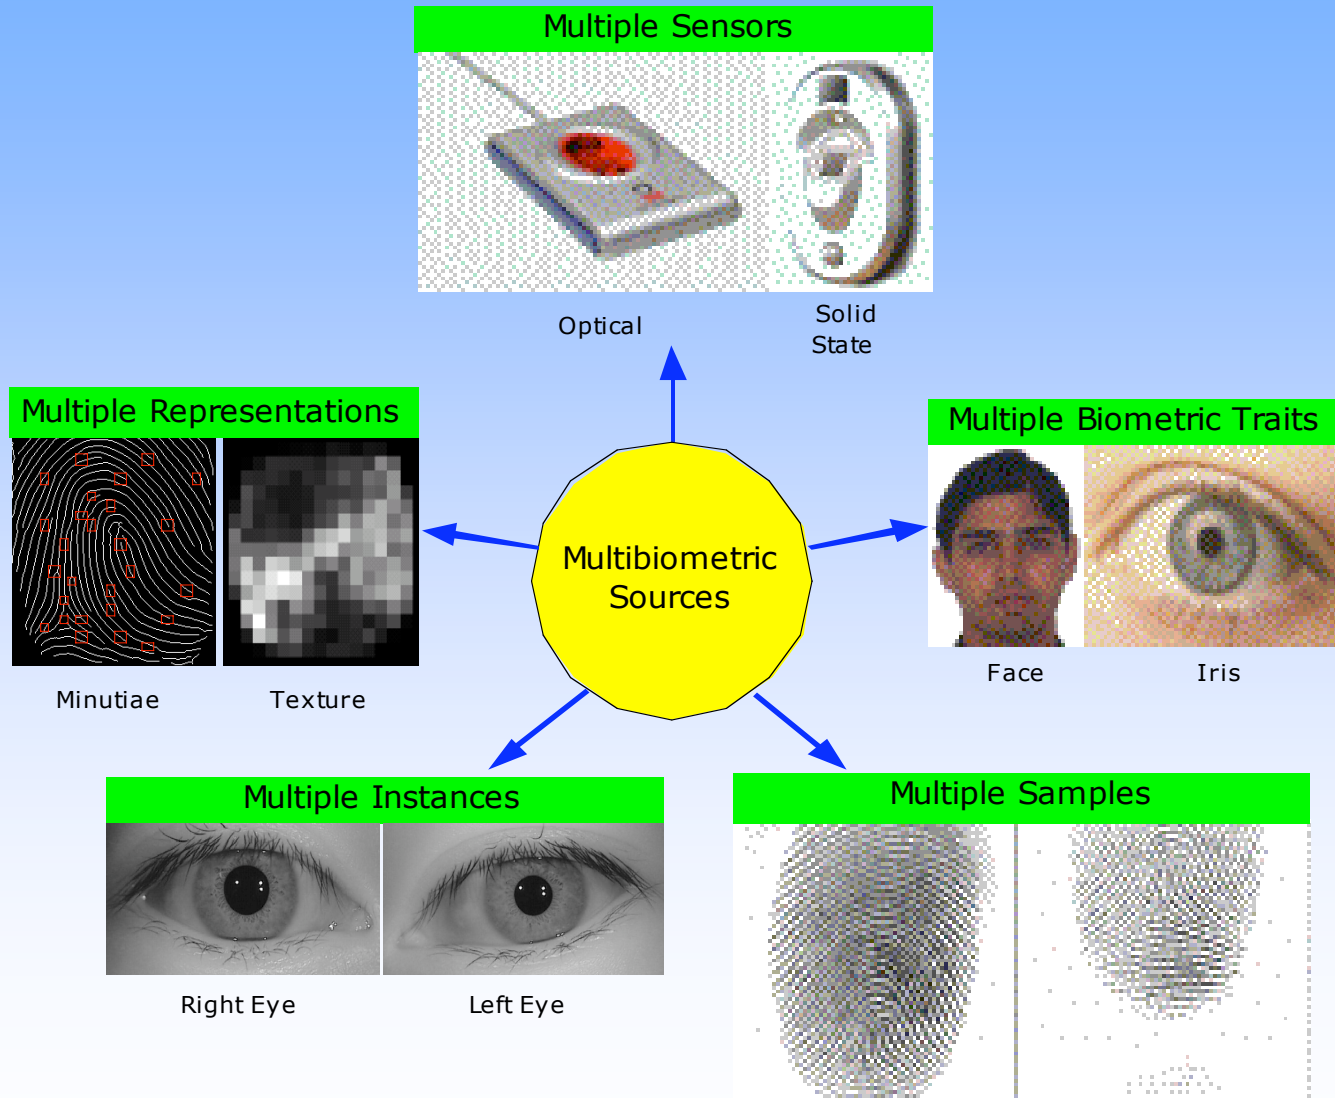 Multiple Sensors
Optical
Solid
State
Multiple Representations
Minutiae
Texture
Multibiometric
Sources
Multiple Biometric Traits
Face
Iris
Multiple Instances
Right Eye
Left Eye
Multiple Samples